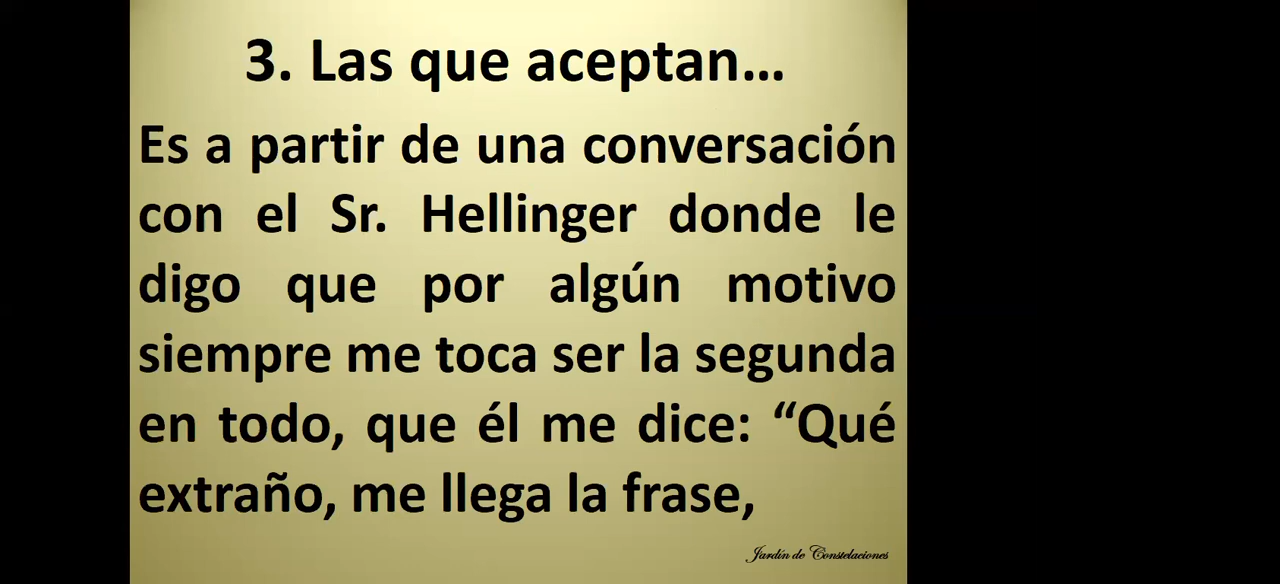 3. Las que aceptan...
Es a partir de una conversación
con el Sr. Hellinger donde le
digo que por algún motivo
siempre me toca ser la segunda
en todo, que él me dice: “Qué
extraño, me llega la frase,
Jardín de Constelaciones